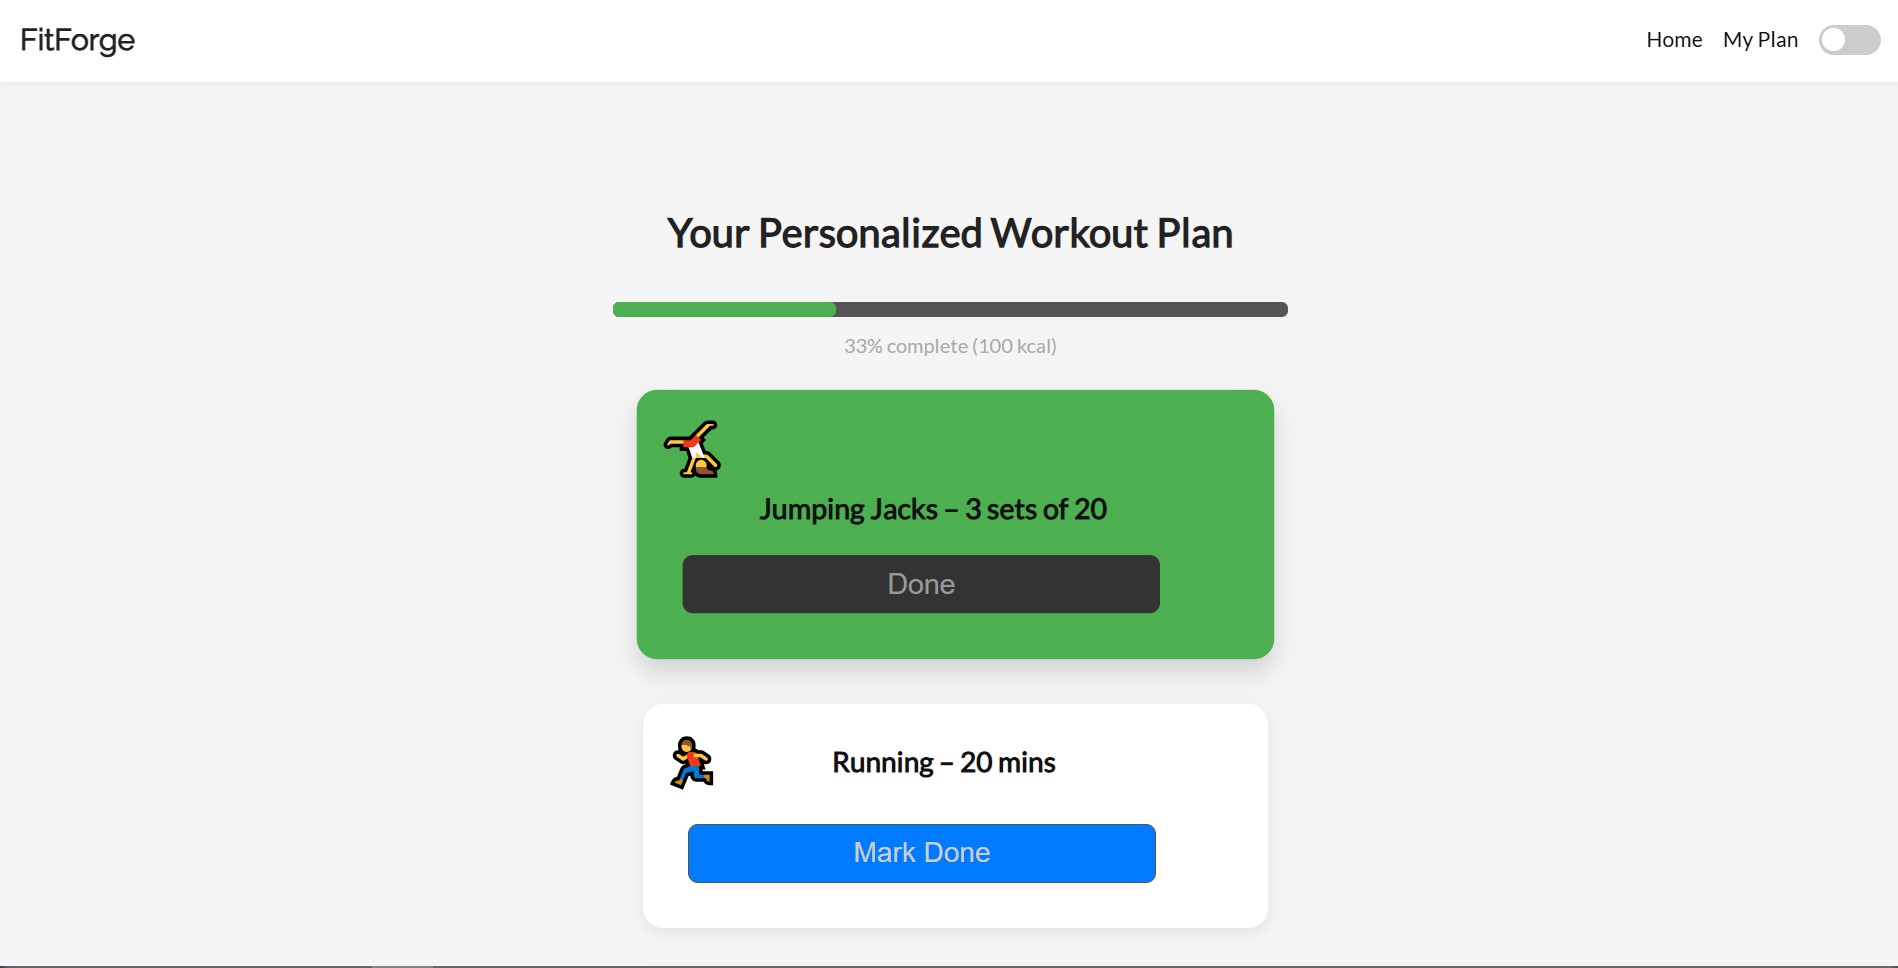 FitForge
Home
My Plan
Your Personalized Workout Plan
33% complete (100 kcal)
Jumping Jacks – 3 sets of 20
Done
Running – 20 mins
Mark Done